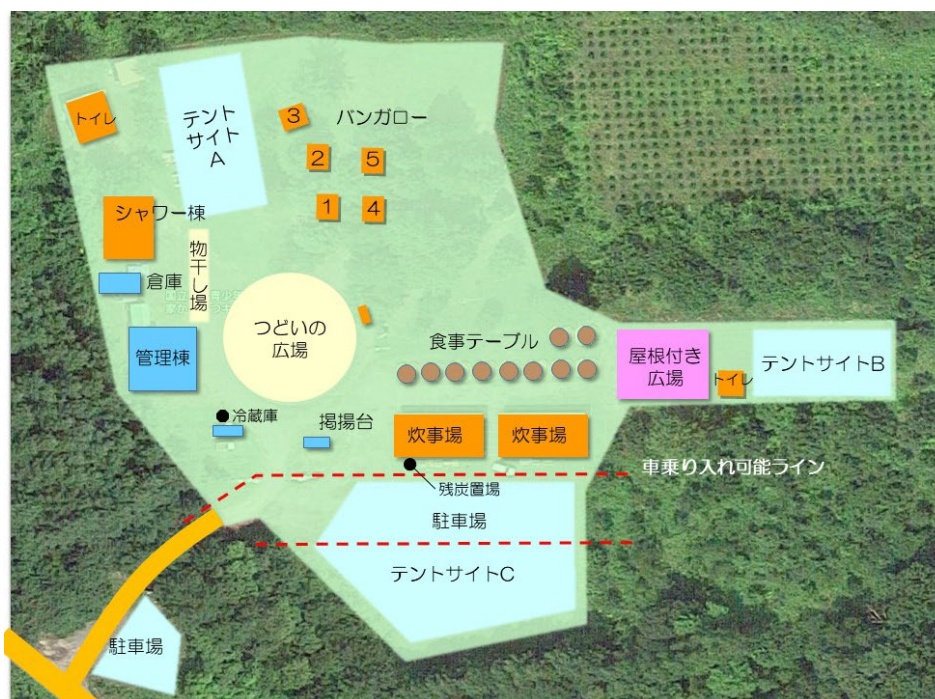 トイレ
テント
サイト
A
3
バンガロー
2
5
1
4
シャワー棟
物干し場
倉庫
つどいの
広場
管理棟
食事テーブル
屋根付き
広場
トイレ
テントサイトB
冷蔵庫
掲揚台
炊事場
炊事場
車乗り入れ可能ライン
残炭置場
駐車場
テントサイトC
駐車場